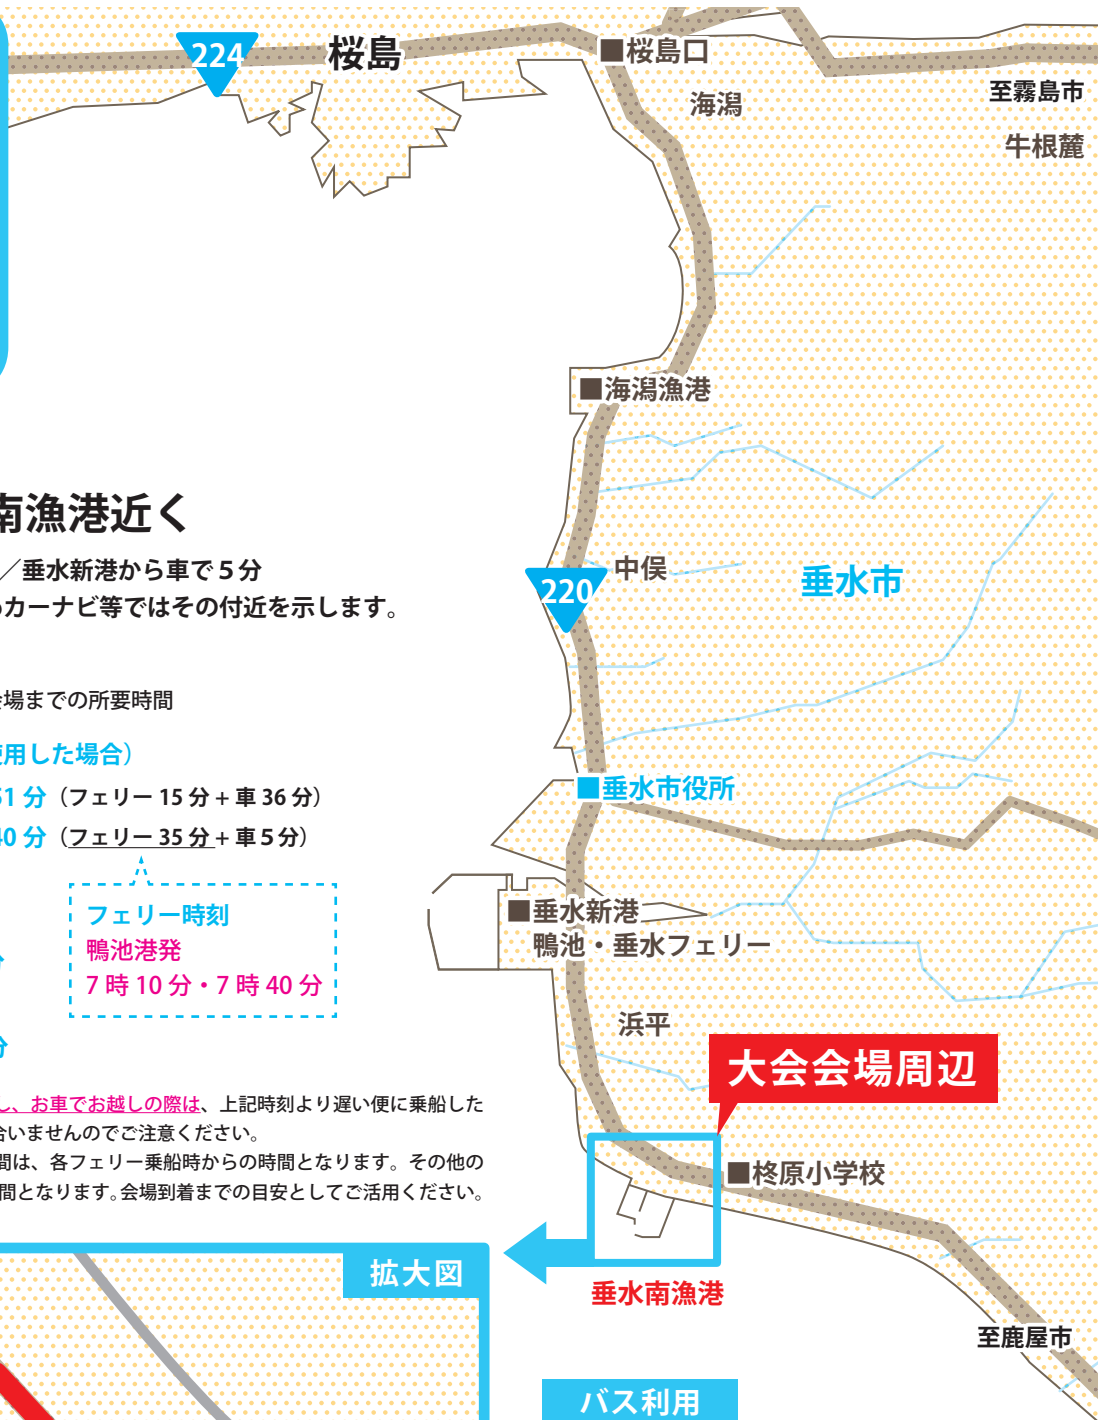 224
桜島
■桜島口
海潟
至霧島市
牛根麓
■海潟漁港
南漁港近く
／垂水新港から車で５分
カーナビ等ではその付近を示します。
中俣
220
垂水市
会場までの所要時間
使用した場合）
51 分（フェリー 15 分 + 車 36 分）
40 分（フェリー 35 分 + 車５分）
■垂水市役所
フェリー時刻
鴨池港発
7 時 10 分・7 時 40 分
分
分
■垂水新港
鴨池・垂水フェリー
浜平
大会会場周辺
し、お車でお越しの際は、上記時刻より遅い便に乗船した
合いませんのでご注意ください。
間は、各フェリー乗船時からの時間となります。その他の
間となります。会場到着までの目安としてご活用ください。
■柊原小学校
拡大図
垂水南漁港
至鹿屋市
バス利用